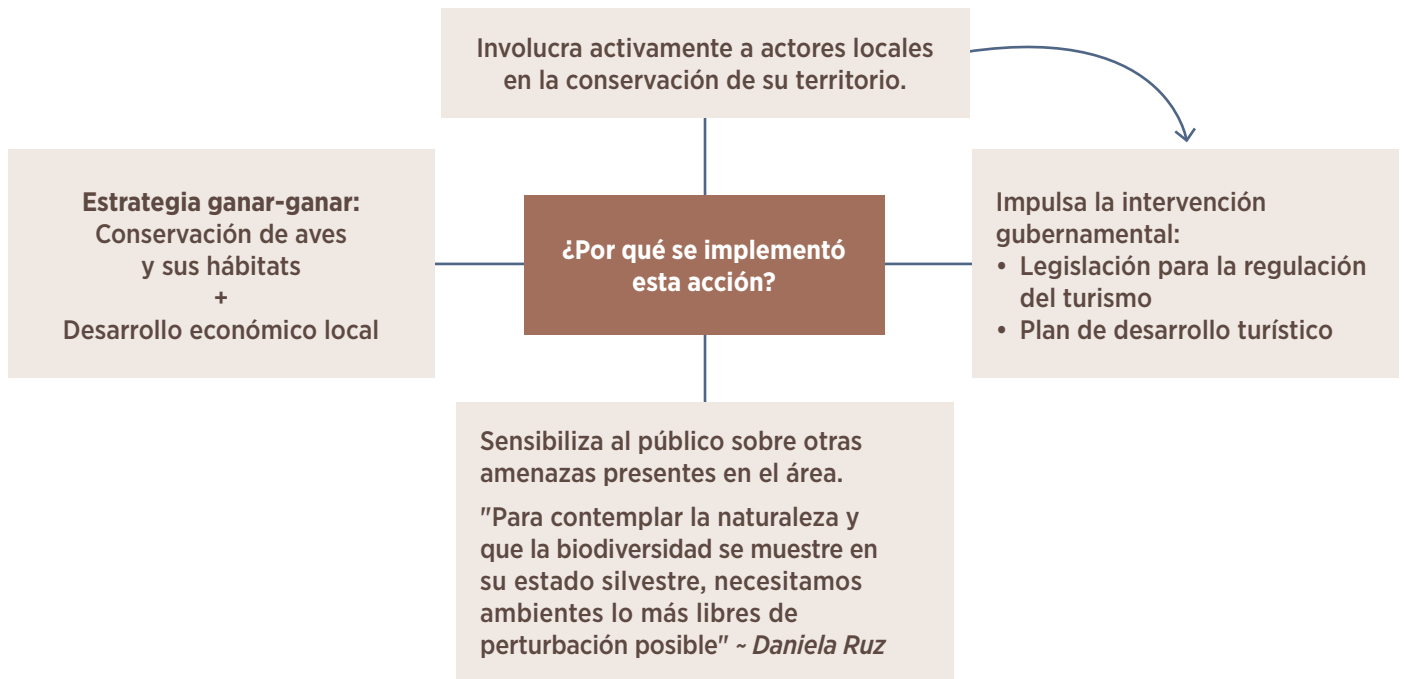 Involucra activamente a actores locales
en la conservación de su territorio.
Estrategia ganar-ganar:
Conservación de aves
y sus hábitats
+
Desarrollo económico local
¿Por qué se implementó
esta acción?
Impulsa la intervención
gubernamental:
• Legislación para la regulación
del turismo
• Plan de desarrollo turístico
Sensibiliza al público sobre otras
amenazas presentes en el área.
"Para contemplar la naturaleza y
que la biodiversidad se muestre en
su estado silvestre, necesitamos
ambientes lo más libres de
perturbación posible" ~ Daniela Ruz